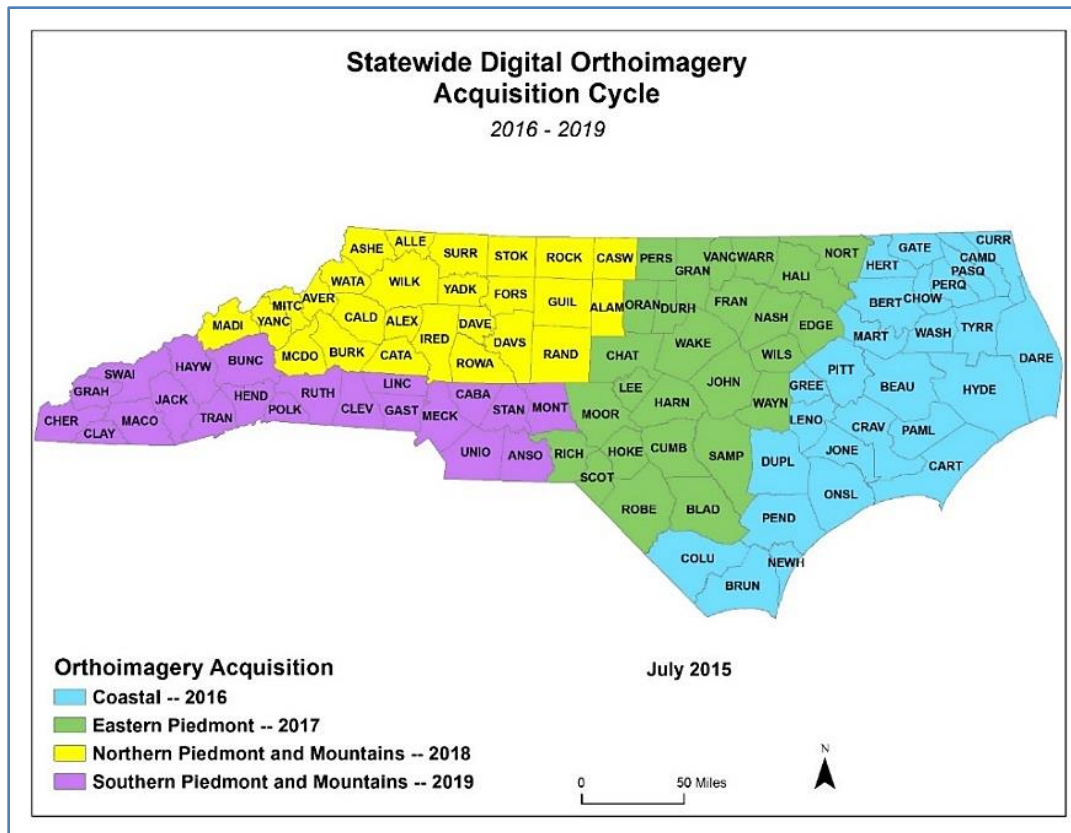 Statewide Digital Orthoimagery
Acquisition Cycle
2016 - 2019
ASHE
ALLE
SURR
STOK
ROCK
CASW
PERS
GRAN
VANC
WARR
NORT
HERT
GATE
CURR
CAMD
PASQ
PERQ
CHOW
BERT
HALI
WATA
WILK
YADK
FORS
GUIL
ALAM
ORAN
DURH
FRAN
NASH
EDGE
MART
WASH
TYRR
DARE
MITC
AVER
YANC
MADI
CALD
ALEX
IRED
DAVE
DAVS
RAND
CHAT
WAKE
WILS
PITT
BEAU
HYDE
MCDO
BURK
CATA
ROWA
LEE
JOHN
GREE
WAYN
LENO
CRAV
PAML
SWAI
HAYW
BUNC
GRAH
JACK
HEND
RUTH
LINC
CABA
STAN
MONT
MOOR
HARN
CHER
CLAY
MACO
TRAN
POLK
CLEV
GAST
MECK
UNIO
ANSO
RICH
HOKE
CUMB
SAMP
DUPL
JONE
CART
SCOT
ONSL
ROBE
BLAD
PEND
COLU
NEWH
BRUN
Orthoimagery Acquisition
July 2015
Coastal -- 2016
Eastern Piedmont -- 2017
Northern Piedmont and Mountains -- 2018
Southern Piedmont and Mountains -- 2019
0 50 Miles
N